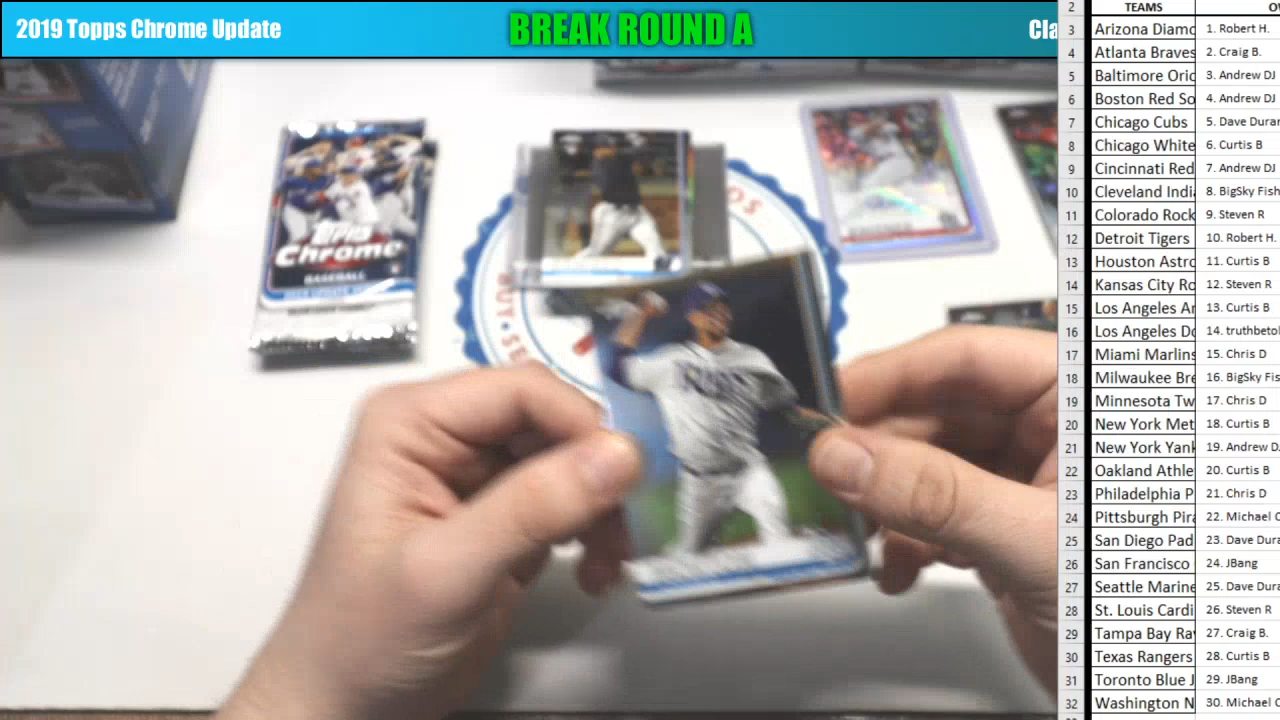 2019 Topps Chrome Update
BREAK ROUND A
Cla
Topps
Chrome
BASEBALL
2 TEAMS
3 Arizona Diamo 1. Robert H.
4 Atlanta Braves 2. Craig B.
5 Baltimore Orio 3. Andrew DJ
6 Boston Red So 4. Andrew DJ
7 Chicago Cubs 5. Dave Duran
8 Chicago White 6. Curtis B
9 Cincinnati Red 7. Andrew DJ
10 Cleveland Indi 8. BigSky Fish
11 Colorado Rock 9. Steven R
12 Detroit Tigers 10. Robert H.
13 Houston Astro 11. Curtis B
14 Kansas City Ro 12. Steven R
15 Los Angeles An 13. Curtis B
16 Los Angeles Do 14. truthbetol
17 Miami Marlins 15. Chris D
18 Milwaukee Bre 16. BigSky Fis
19 Minnesota Tw 17. Chris D
20 New York Met 18. Curtis B
21 New York Yank 19. Andrew D
22 Oakland Athle 20. Curtis B
23 Philadelphia P 21. Chris D
24 Pittsburgh Pira 22. Michael C
25 San Diego Pad 23. Dave Dura
26 San Francisco 24. JBang
27 Seattle Marine 25. Dave Dura
28 St. Louis Cardi 26. Steven R
29 Tampa Bay Ray 27. Craig B.
30 Texas Rangers 28. Curtis B
31 Toronto Blue J 29. JBang
32 Washington N 30. Michael C